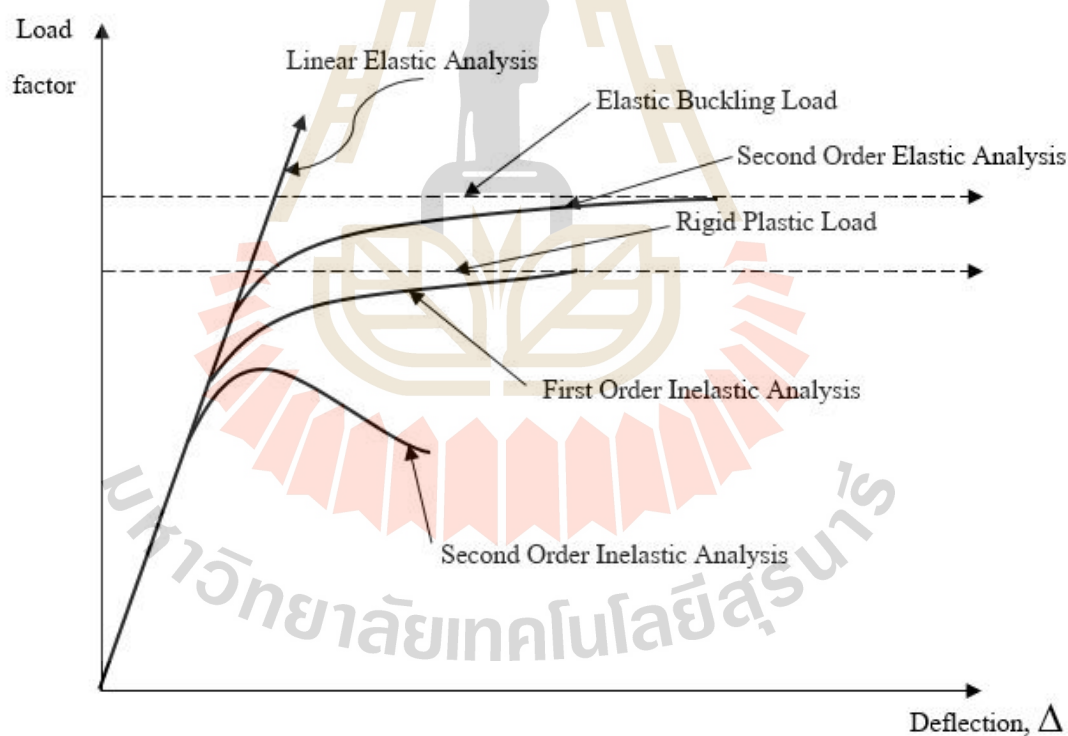 Load
factor
Linear Elastic Analysis
Elastic Buckling Load
Second Order Elastic Analysis
Rigid Plastic Load
First Order Inelastic Analysis
Second Order Inelastic Analysis
Deflection, Δ
มหาวิทยาลัยเทคโนโลยีสุรนารี